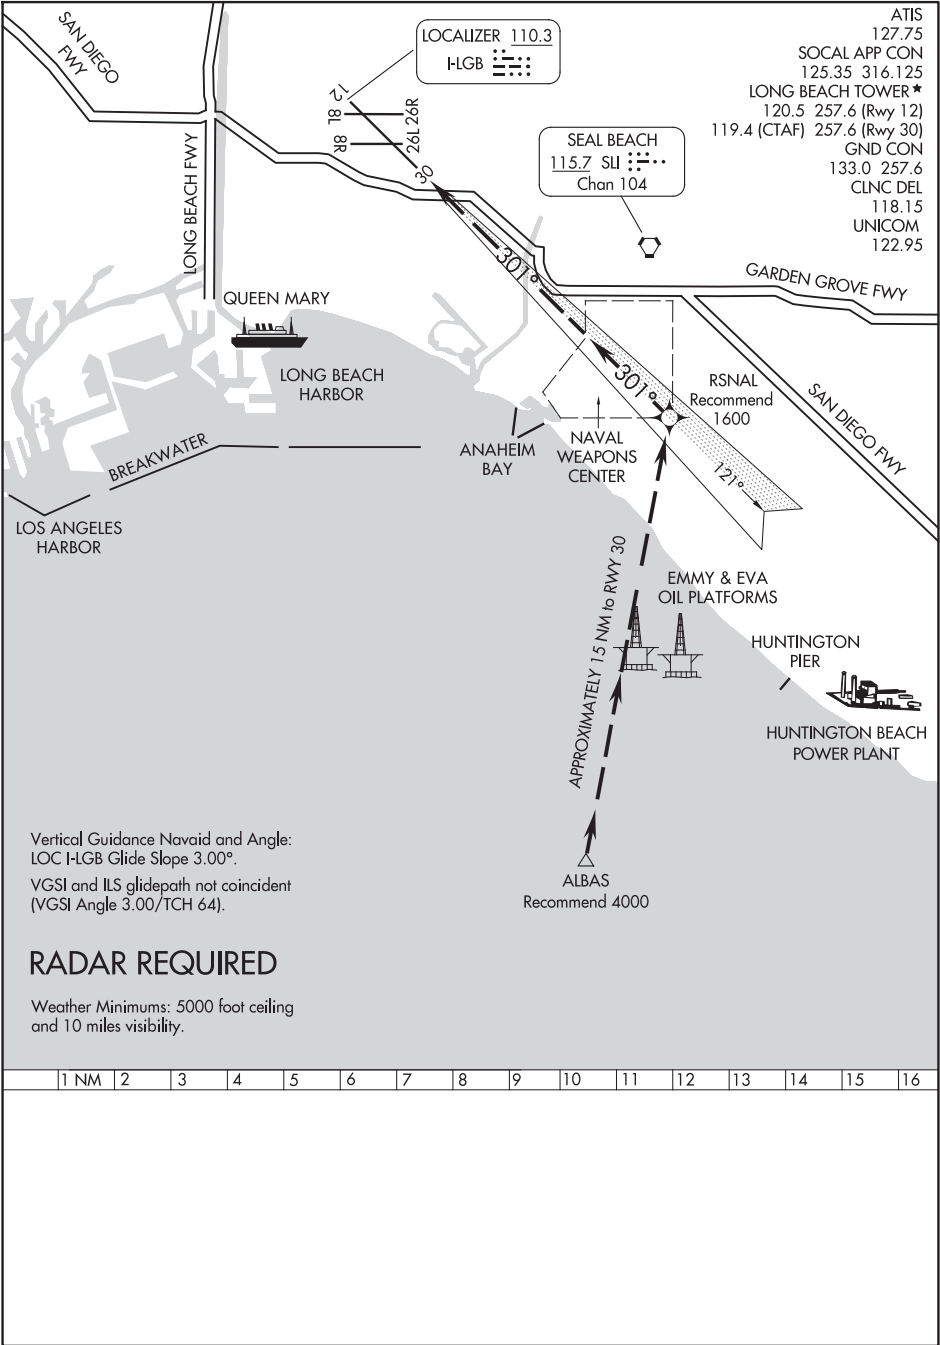 ATIS
127.75
SOCAL APP CON
125.35 316.125
LONG BEACH TOWER★
120.5 257.6 (Rwy 12)
119.4 (CTAF) 257.6 (Rwy 30)
GND CON
133.0 257.6
CLNC DEL
118.15
UNICOM
122.95
LOCALIZER 110.3
I-LGB
SAN DIEGO
FWY
LONG BEACH FWY
12
8L
26R
8R
26L
30
SEAL BEACH
115.7 SLI
Chan 104
301°
GARDEN GROVE FWY
QUEEN MARY
LONG BEACH
HARBOR
301°
RSNAL
Recommend
1600
SAN DIEGO FWY
BREAKWATER
ANAHEIM
BAY
NAVAL
WEAPONS
CENTER
121°
LOS ANGELES
HARBOR
APPROXIMATELY 15 NM to RWY 30
EMMY & EVA
OIL PLATFORMS
HUNTINGTON
PIER
HUNTINGTON BEACH
POWER PLANT
ALBAS
Recommend 4000
Vertical Guidance Navaid and Angle:
LOC I-LGB Glide Slope 3.00°.
VGSI and ILS glidepath not coincident
(VGSI Angle 3.00/TCH 64).
RADAR REQUIRED
Weather Minimums: 5000 foot ceiling
and 10 miles visibility.
1 NM 2 3 4 5 6 7 8 9 10 11 12 13 14 15 16